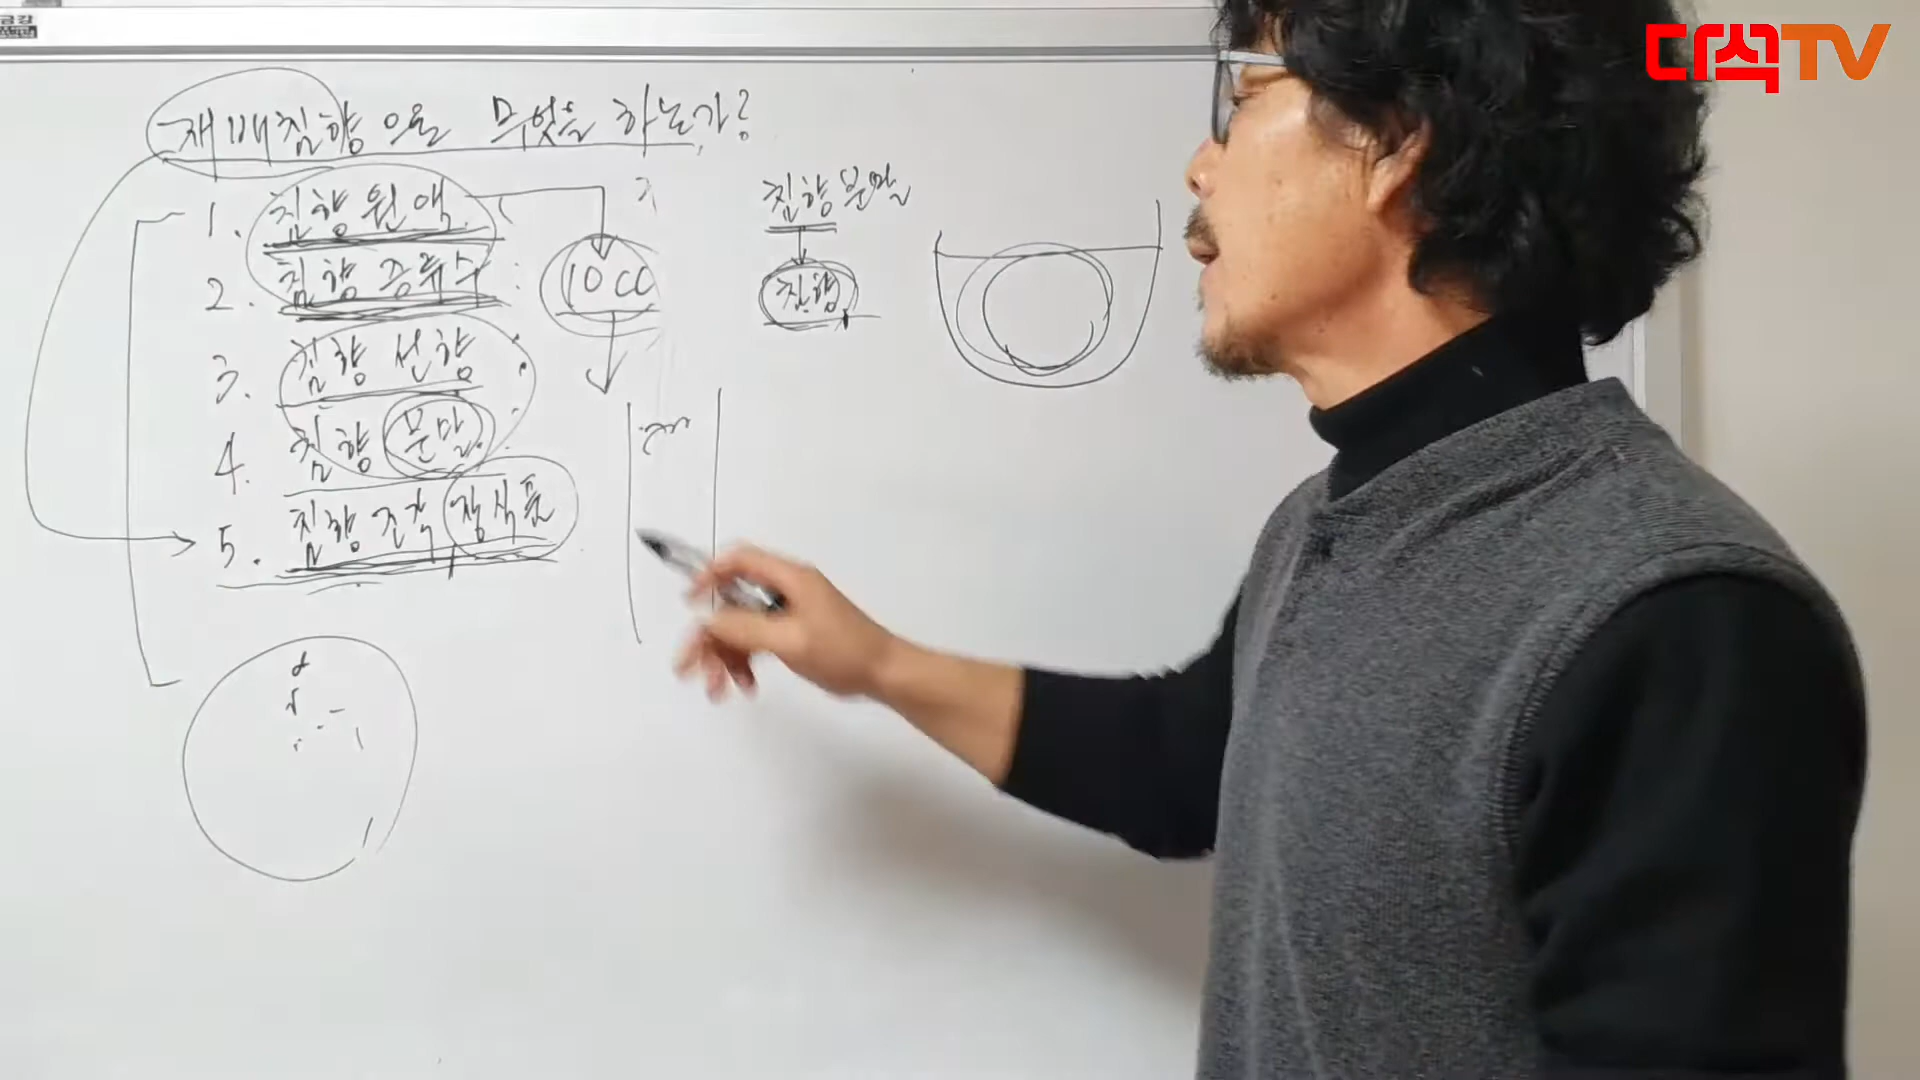 재배침향으로 무엇을 하는가?
1. 침향원액
2. 침향증류수
3. 침향선향
4. 침향분말
5. 침향조각장식품
10cc
침향분말
침향
다석TV